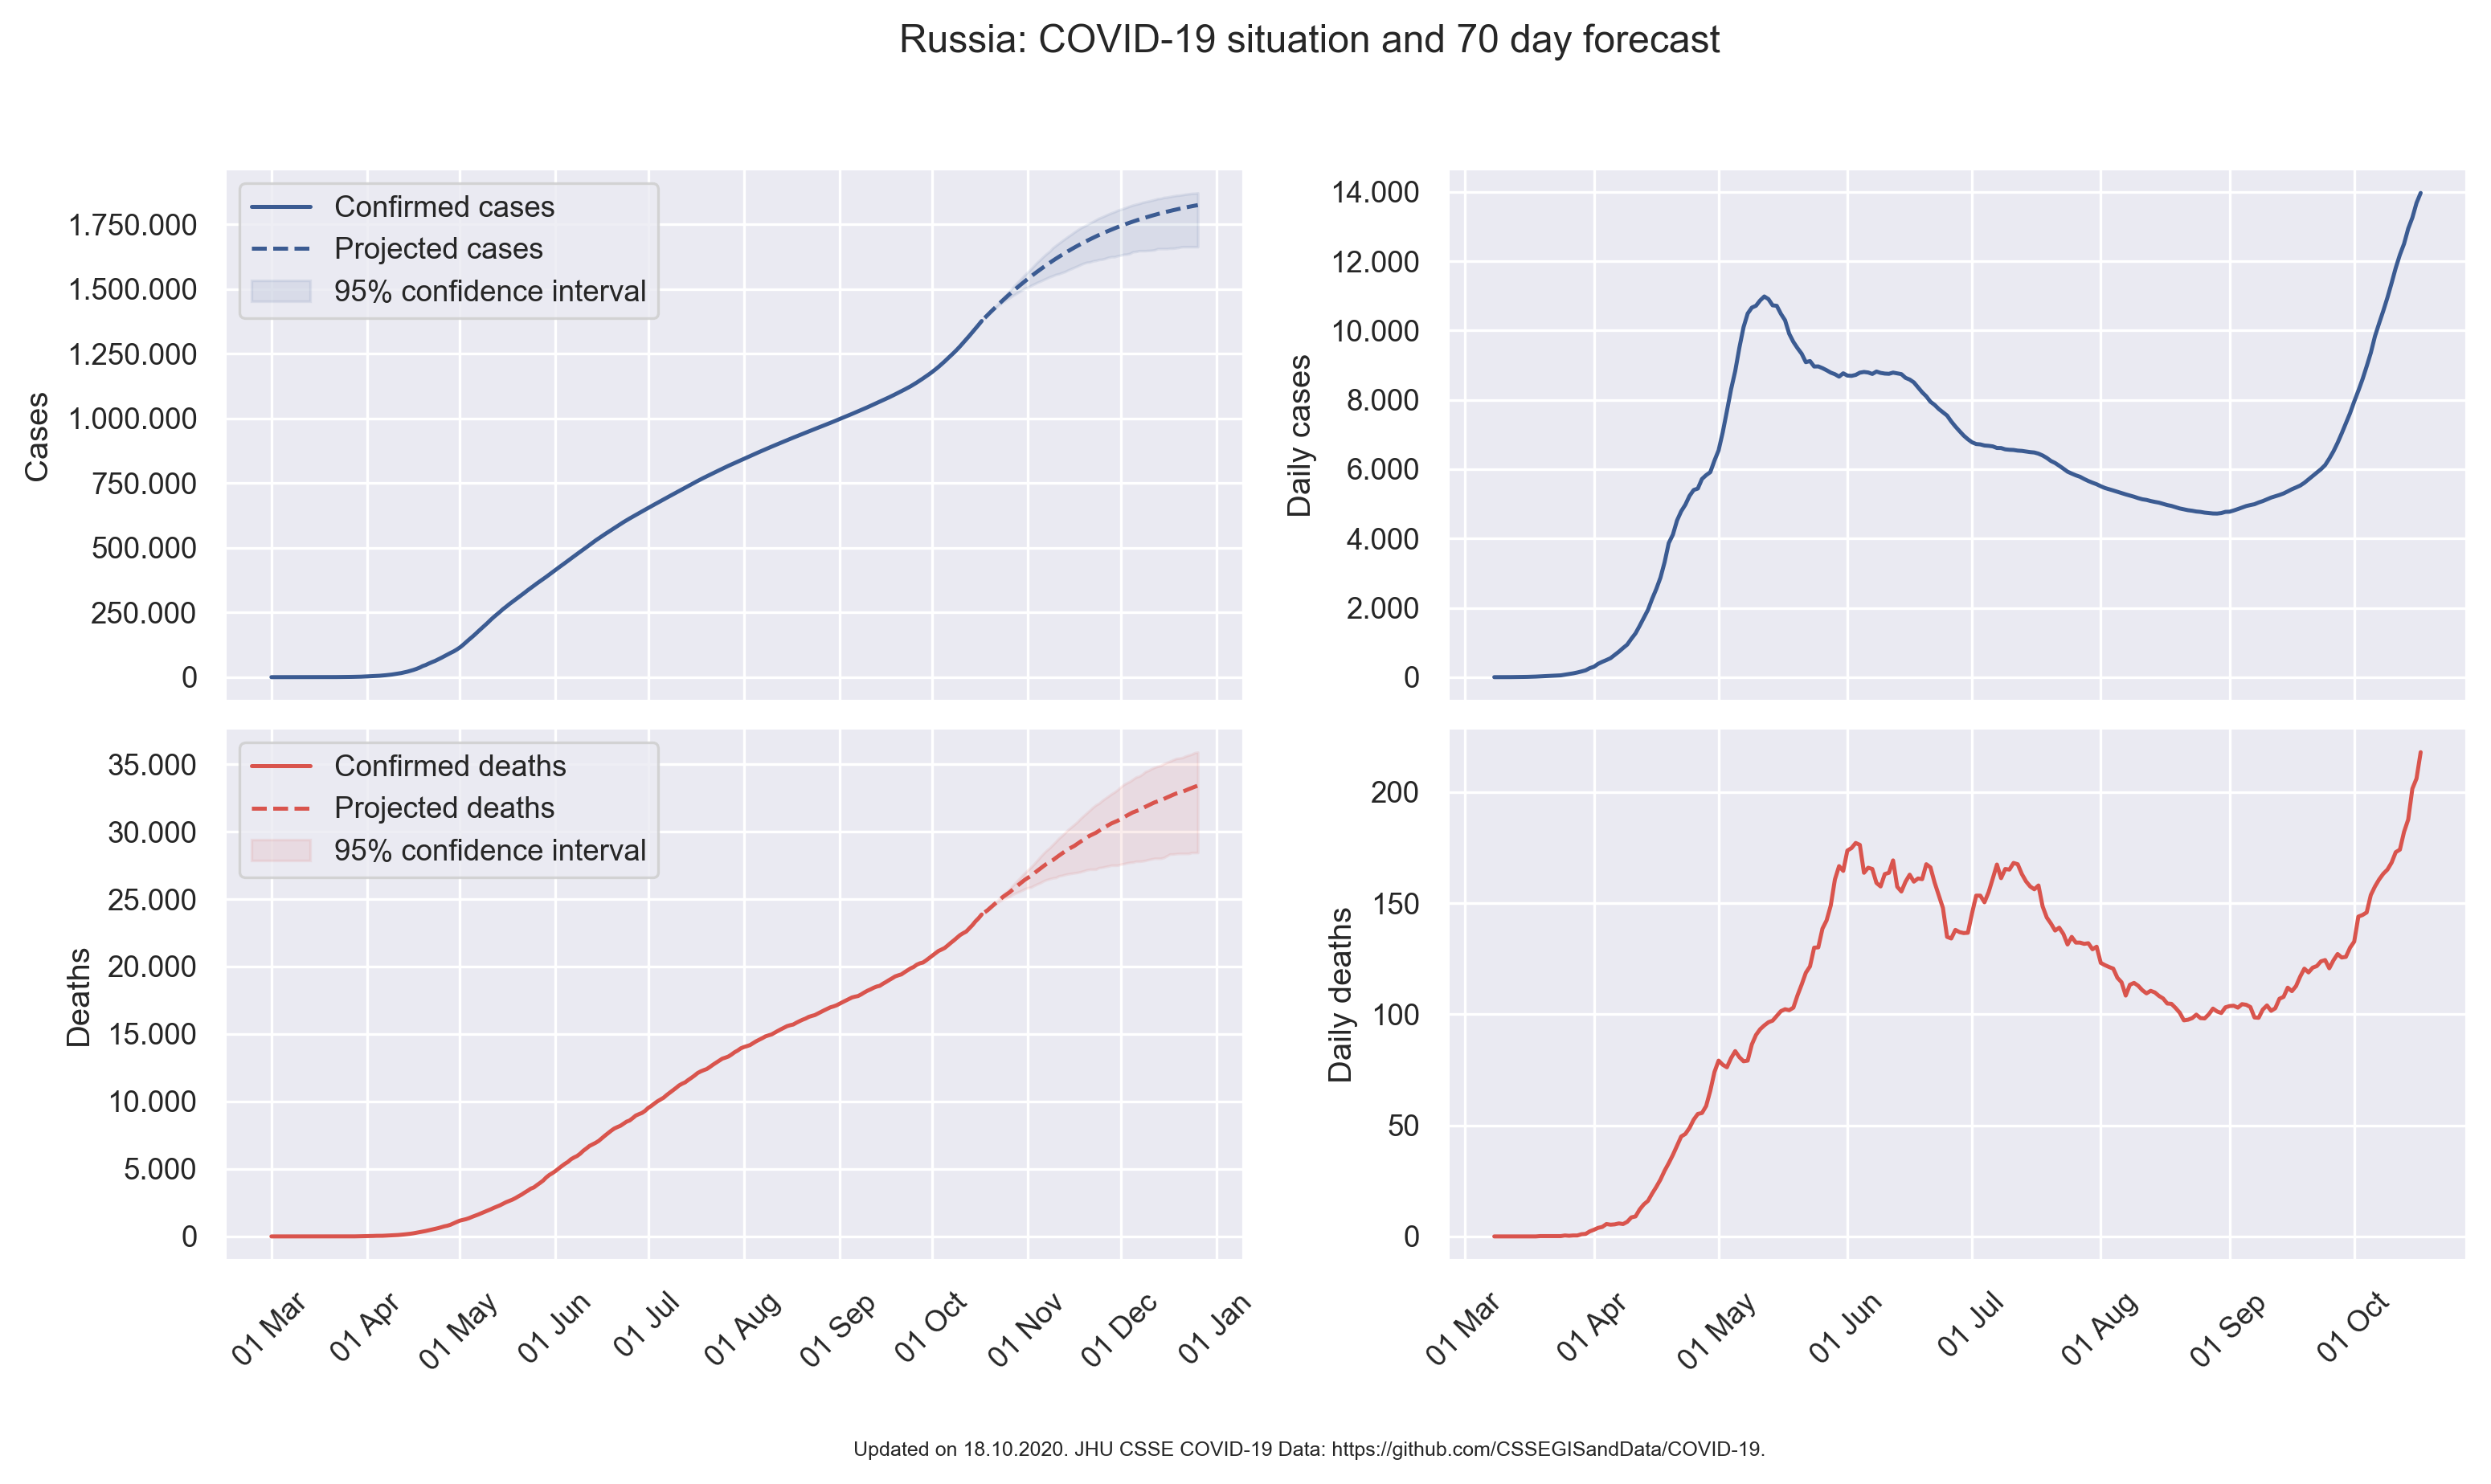 Russia: COVID-19 situation and 70 day forecast
Cases
1.750.000
1.500.000
1.250.000
1.000.000
750.000
500.000
250.000
0
Confirmed cases
Projected cases
95% confidence interval
Daily cases
14.000
12.000
10.000
8.000
6.000
4.000
2.000
0
Deaths
35.000
30.000
25.000
20.000
15.000
10.000
5.000
0
Confirmed deaths
Projected deaths
95% confidence interval
01 Mar
01 Apr
01 May
01 Jun
01 Jul
01 Aug
01 Sep
01 Oct
01 Nov
01 Dec
01 Jan
Daily deaths
200
150
100
50
0
01 Mar
01 Apr
01 May
01 Jun
01 Jul
01 Aug
01 Sep
01 Oct
Updated on 18.10.2020. JHU CSSE COVID-19 Data: https://github.com/CSSEGISandData/COVID-19.